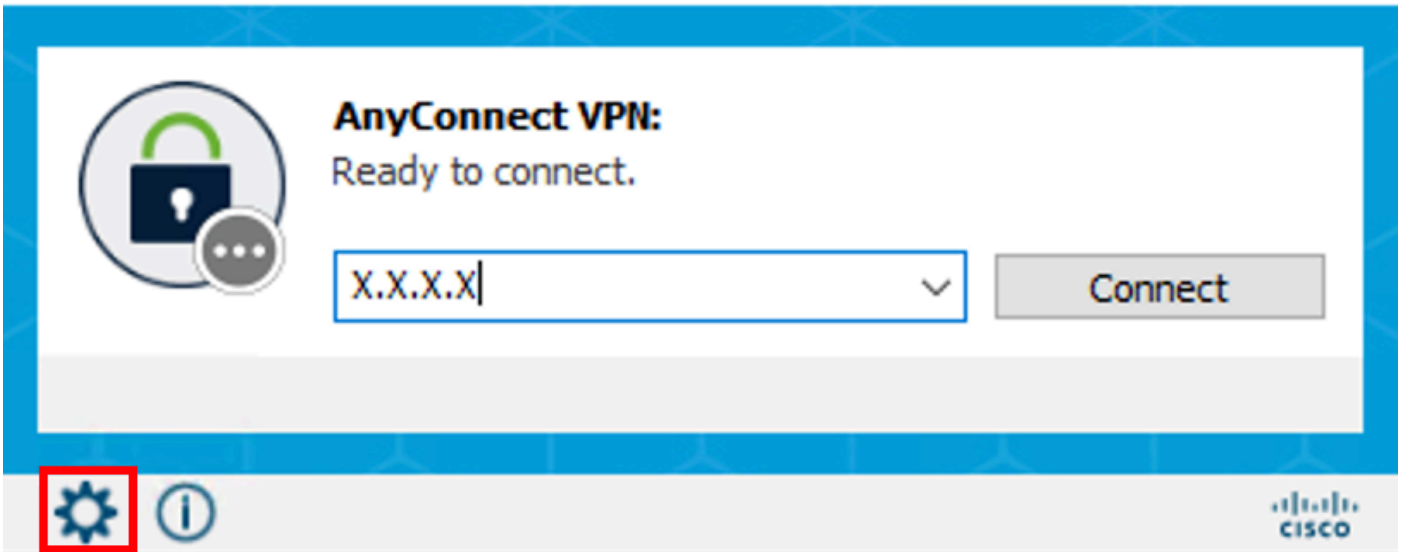 AnyConnect VPN:
Ready to connect.
X.X.X.X
Connect
CISCO